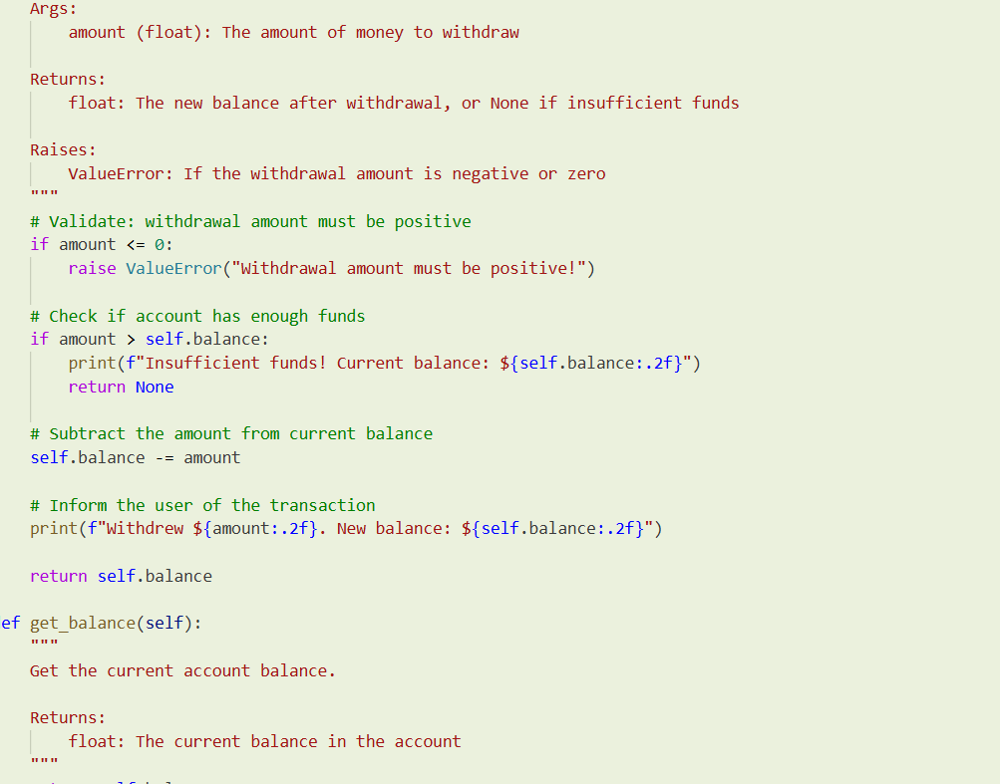 Args:
amount (float): The amount of money to withdraw
Returns:
float: The new balance after withdrawal, or None if insufficient funds
Raises:
ValueError: If the withdrawal amount is negative or zero
"""
# Validate: withdrawal amount must be positive
if amount <= 0:
raise ValueError("Withdrawal amount must be positive!")
# Check if account has enough funds
if amount > self.balance:
print(f"Insufficient funds! Current balance: ${self.balance:.2f}")
return None
# Subtract the amount from current balance
self.balance -= amount
# Inform the user of the transaction
print(f"Withdrew ${amount:.2f}. New balance: ${self.balance:.2f}")
return self.balance
ef get_balance(self):
"""
Get the current account balance.
Returns:
float: The current balance in the account
"""